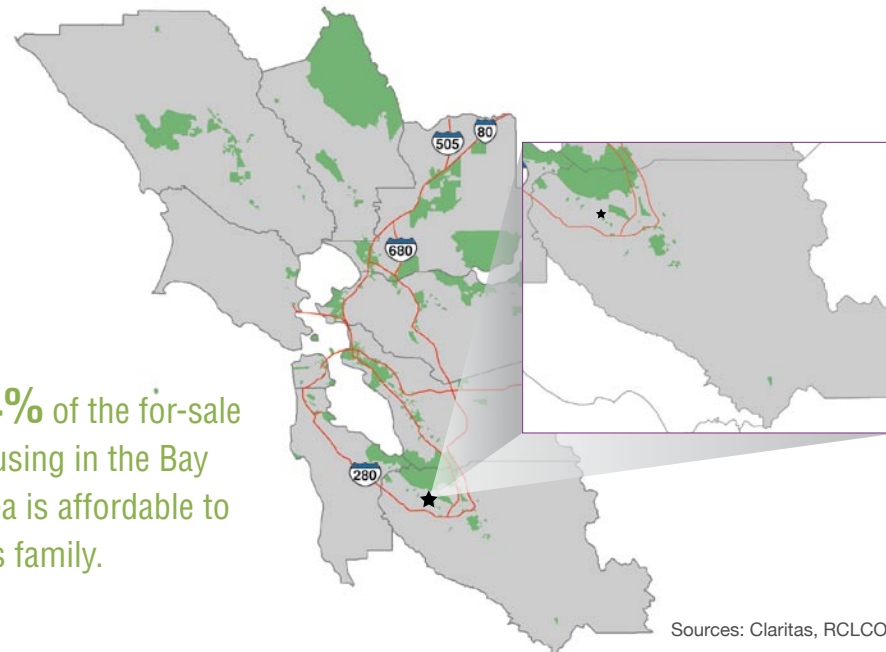 505
80
680
% of the for-sale
using in the Bay
a is affordable to
s family.
280
Sources: Claritas, RCLCO